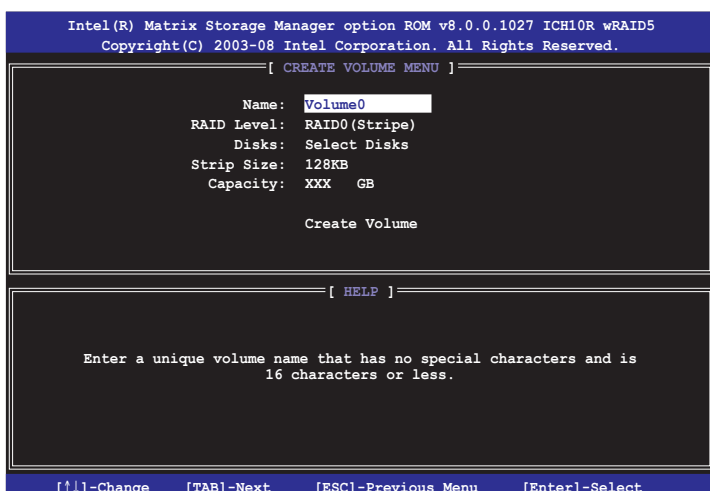 Intel(R) Matrix Storage Manager option ROM v8.0.0.1027 ICH10R wRAID5
Copyright(C) 2003-08 Intel Corporation. All Rights Reserved.
[ CREATE VOLUME MENU ]
Name: Volume0
RAID Level: RAID0(Stripe)
Disks: Select Disks
Strip Size: 128KB
Capacity: XXX GB
Create Volume
[ HELP ]
Enter a unique volume name that has no special characters and is
16 characters or less.
[↑↓]-Change [TAB]-Next [ESC]-Previous Menu [Enter]-Select